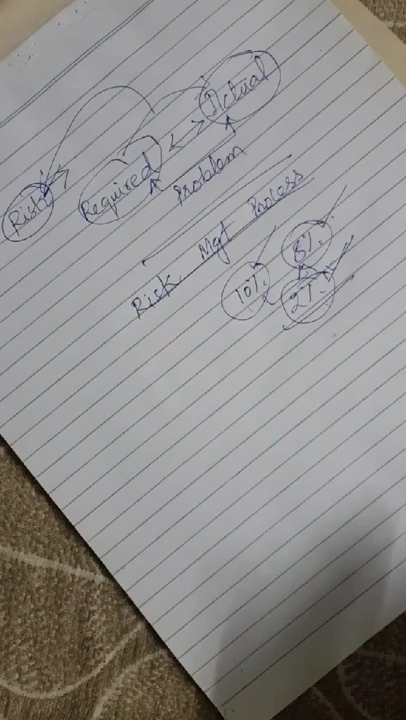 Risk Required <> Actual
Problem
Risk Mgt Process
10% 8%
2%